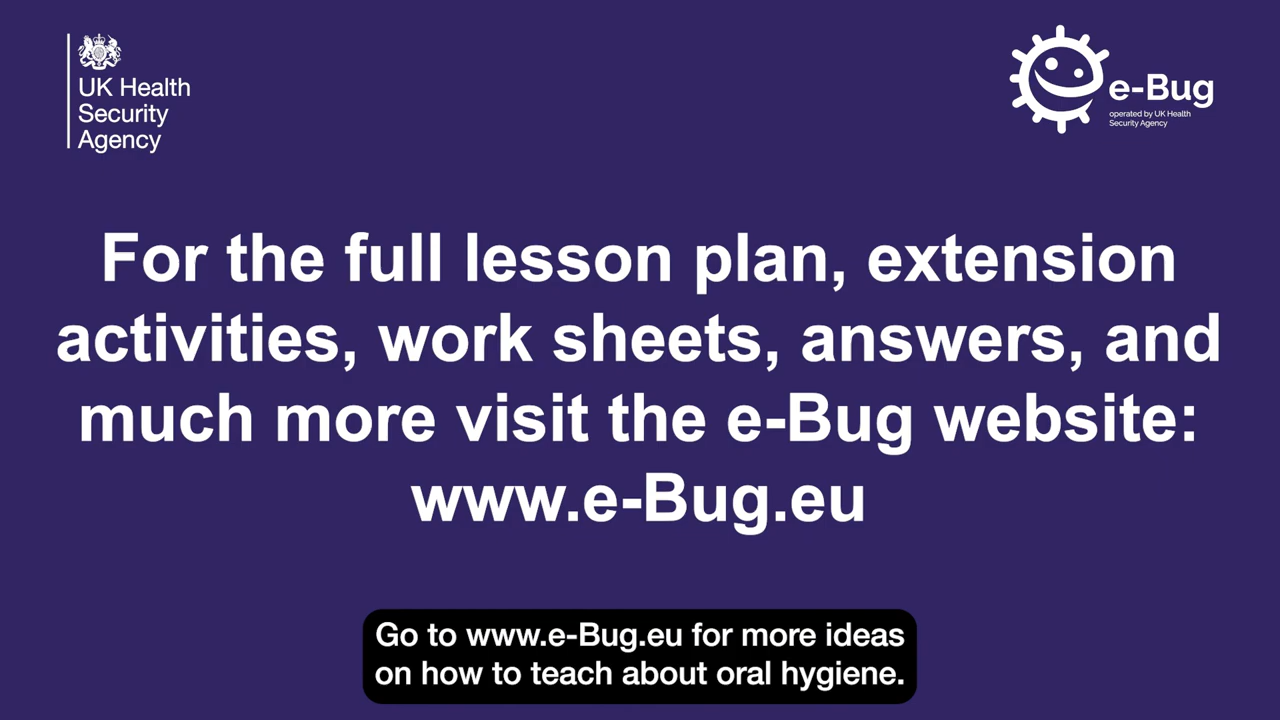 UK Health
Security
Agency
e-Bug
operated by UK Health
Security Agency
For the full lesson plan, extension
activities, work sheets, answers, and
much more visit the e-Bug website:
www.e-Bug.eu
Go to www.e-Bug.eu for more ideas
on how to teach about oral hygiene.